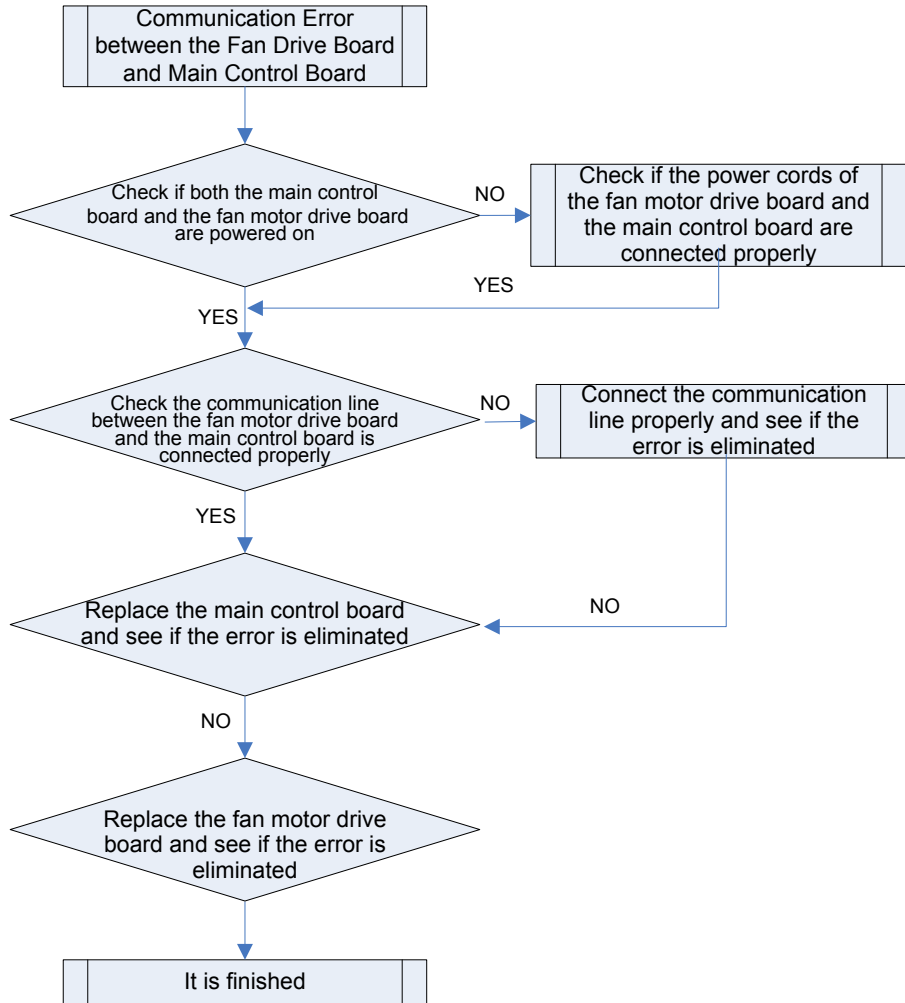 Communication Error
between the Fan Drive Board
and Main Control Board
Check if both the main control
board and the fan motor drive board
are powered on
NO
Check if the power cords of
the fan motor drive board and
the main control board are
connected properly
YES
YES
Check the communication line
between the fan motor drive board
and the main control board is
connected properly
NO
Connect the communication
line properly and see if the
error is eliminated
YES
NO
Replace the main control board
and see if the error is eliminated
NO
Replace the fan motor drive
board and see if the error is
eliminated
It is finished